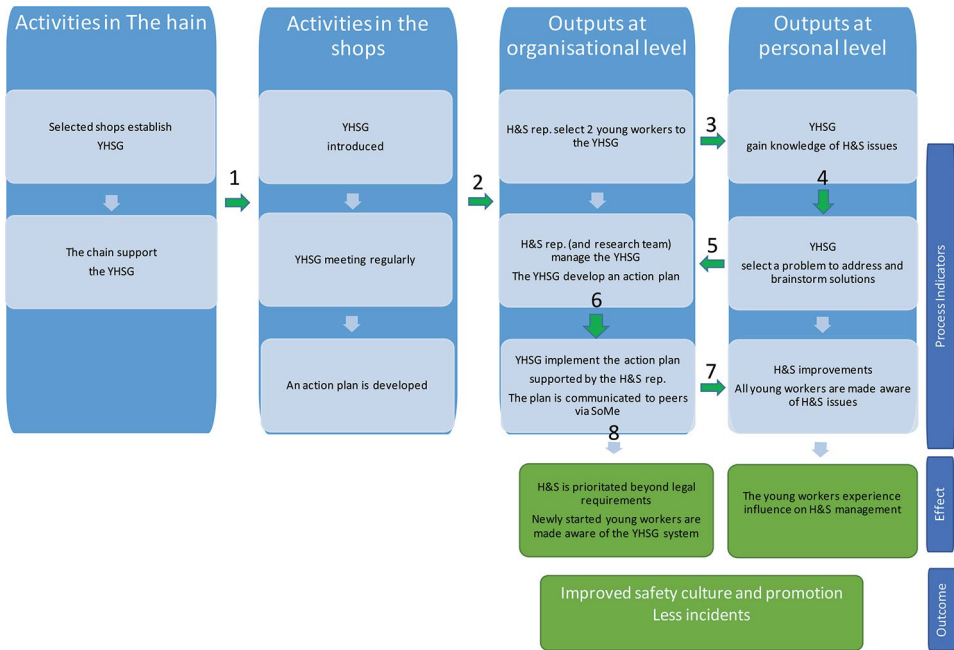 Activities in The hain
Selected shops establish
YHSG
The chain support
the YHSG
1
Activities in the
shops
YHSG
introduced
YHSG meeting regularly
An action plan is developed
2
Outputs at
organisational level
H&S rep. select 2 young workers to
the YHSG
H&S rep. (and research team)
manage the YHSG
The YHSG develop an action plan
6
YHSG implement the action plan
supported by the H&S rep.
The plan is communicated to peers
via SoMe
8
3
5
7
Outputs at
personal level
YHSG
gain knowledge of H&S issues
4
YHSG
select a problem to address and
brainstorm solutions
H&S improvements
All young workers are made aware
of H&S issues
H&S is prioritated beyond legal
requirements
Newly started young workers are
made aware of the YHSG system
The young workers experience
influence on H&S management
Improved safety culture and promotion
Less incidents
Process Indicators
Effect
Outcome